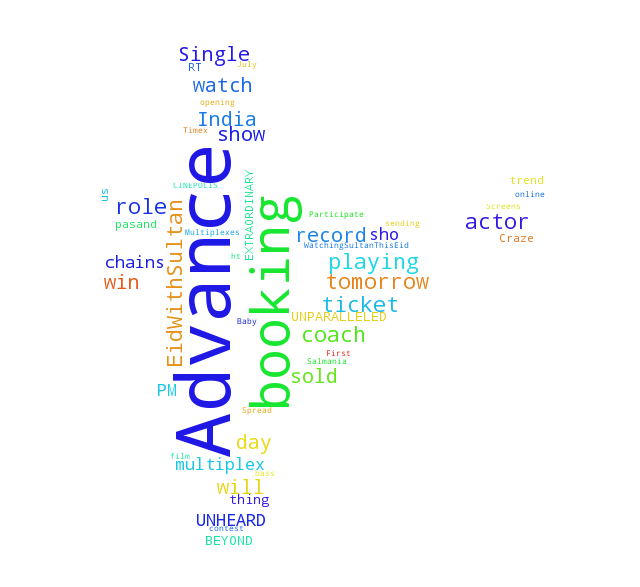 Single
RT
July
watch
opening
India
Timex
show
CINEPOLIS
EXTRAORDINARY
Advance
booking
EidWithSultan
us
role
pasand
Multiplexes
ht
Participate
sending
record
sho
WatchingSultanThisEid
trend
online
Screens
actor
Craze
chains
win
playing
tomorrow
ticket
UNPARALLELED
Baby
coach
First
Salmania
sold
PM
Spread
day
film
multiplex
bass
will
thing
UNHEARD
contest
BEYOND